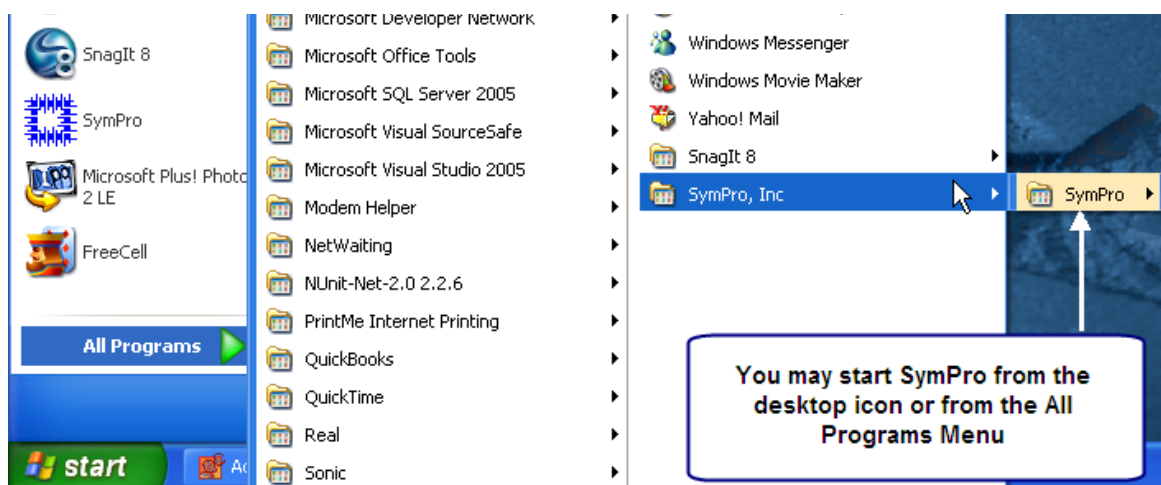 SnagIt 8
SymPro
Microsoft Plus! Photo
2 LE
FreeCell
All Programs
start
Microsoft Developer Network
Microsoft Office Tools
Microsoft SQL Server 2005
Microsoft Visual SourceSafe
Microsoft Visual Studio 2005
Modem Helper
NetWaiting
NUnit-Net-2.0 2.2.6
PrintMe Internet Printing
QuickBooks
QuickTime
Real
Sonic
Windows Messenger
Windows Movie Maker
Yahoo! Mail
SnagIt 8
SymPro, Inc
SymPro
You may start SymPro from the
desktop icon or from the All
Programs Menu